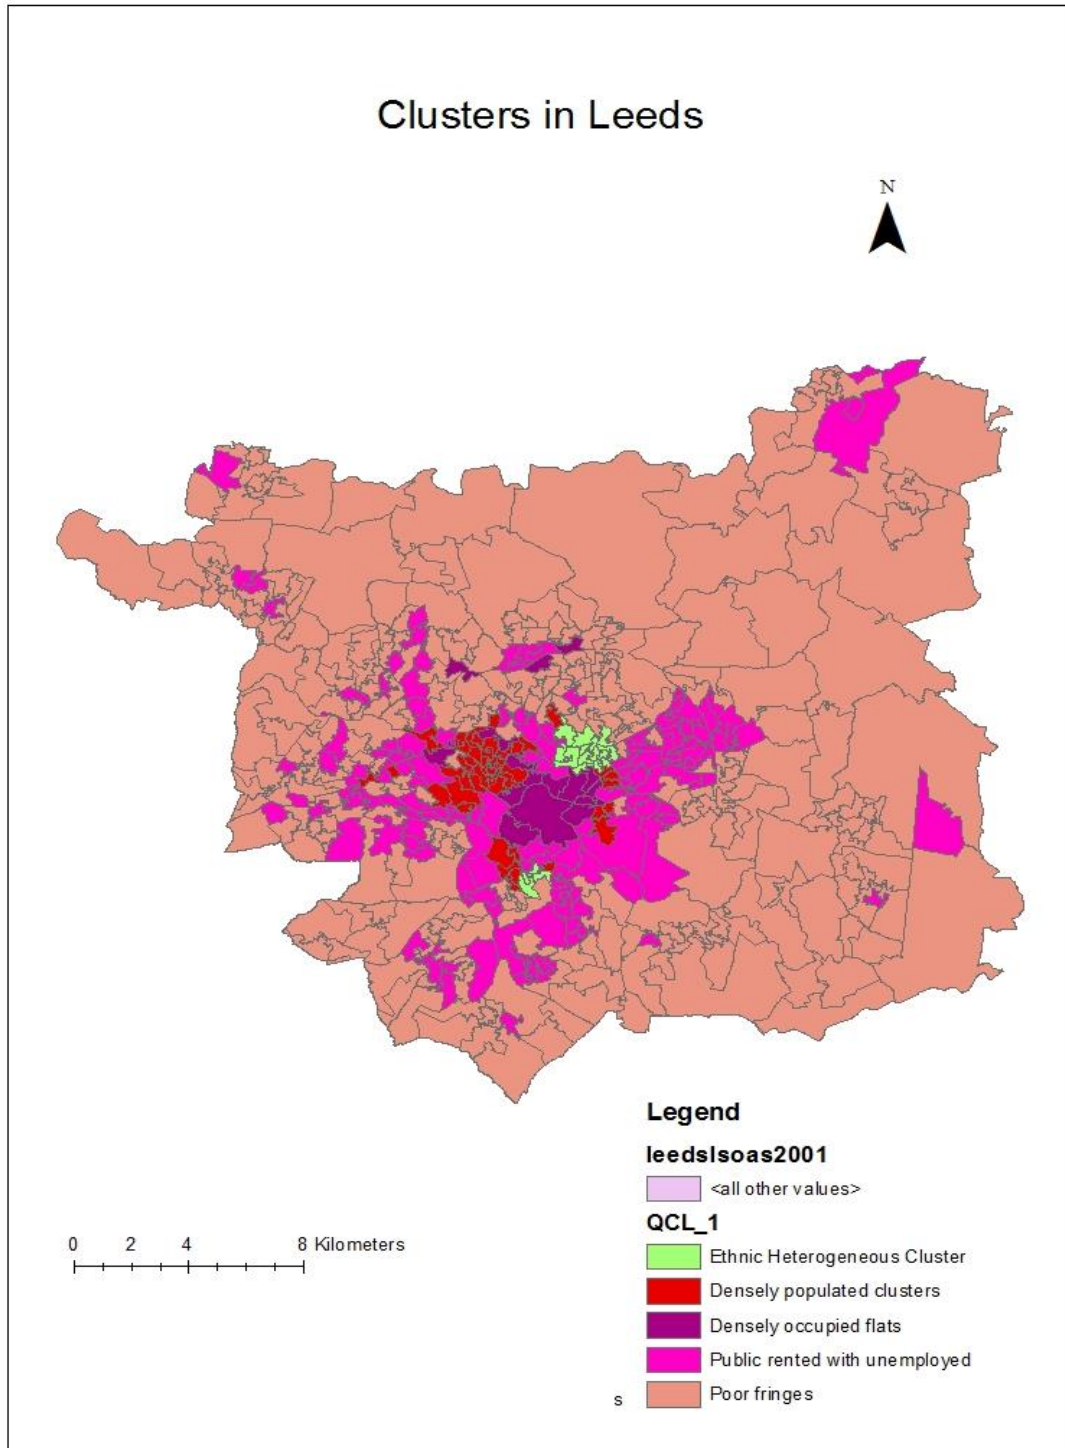 Clusters in Leeds
N
Legend
leedslsoas2001
<all other values>
QCL_1
0 2 4 8 Kilometers
Ethnic Heterogeneous Cluster
Densely populated clusters
Densely occupied flats
Public rented with unemployed
Poor fringes
s